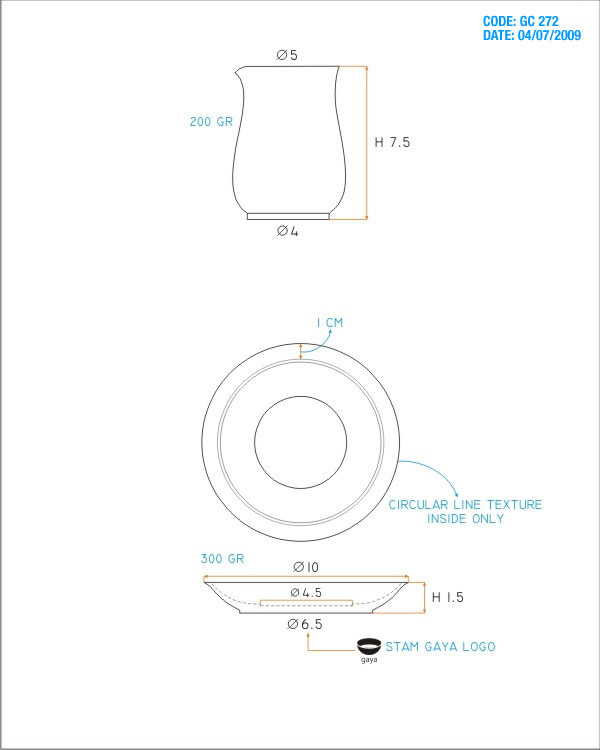 CODE: GC 272
DATE: 04/07/2009
Ø5
200 GR
H 7.5
Ø4
1 CM
CIRCULAR LINE TEXTURE
INSIDE ONLY
300 GR
Ø10
Ø4.5
H 1.5
Ø6.5
STAM GAYA LOGO
gaya